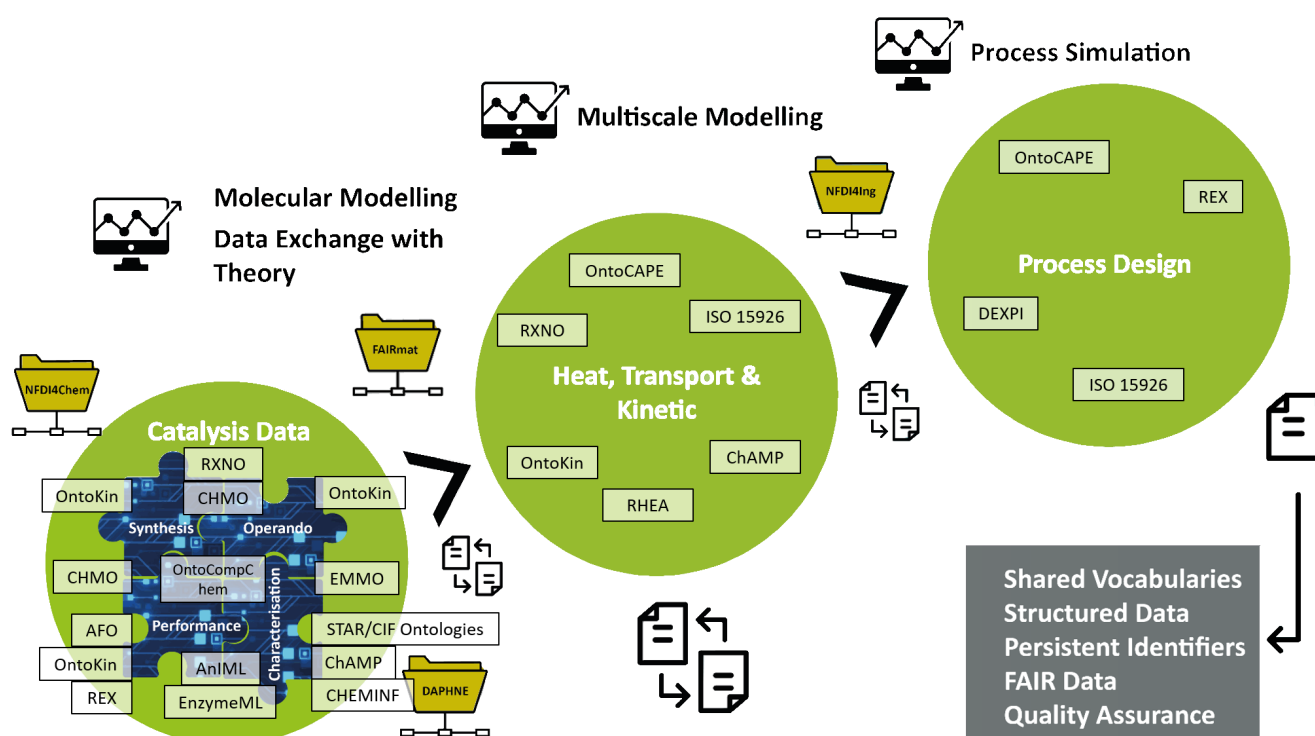 Process Simulation
Multiscale Modelling
OntoCAPE
NFDI4Ing
REX
Molecular Modelling
Data Exchange with
Theory
Process Design
OntoCAPE
ISO 15926
RXNO
DEXPI
FAIRmat
Heat, Transport &
Kinetic
NFDI4Chem
ISO 15926
Catalysis Data
OntoKin
ChAMP
RHEA
RXNO
OntoKin
CHMO
OntoKin
Synthesis
Operando
CHMO
OntoCompC
hem
EMMO
Characterisation
AFO
Performance
STAR/CIF Ontologies
OntoKin
AnIML
ChAMP
REX
EnzymeML
CHEMINF
DAPHNE
Shared Vocabularies
Structured Data
Persistent Identifiers
FAIR Data
Quality Assurance